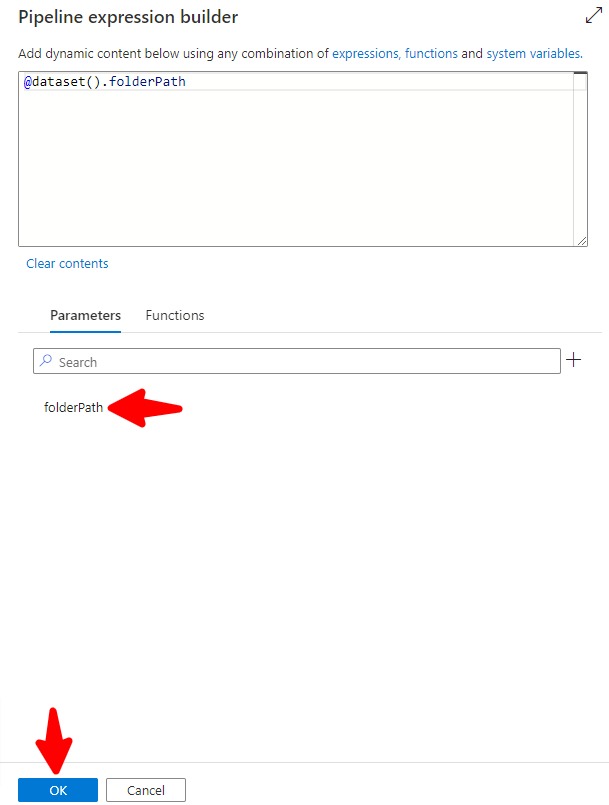 Pipeline expression builder
Add dynamic content below using any combination of expressions, functions and system variables.
@dataset().folderPath
Clear contents
Parameters Functions
Search
folderPath
OK Cancel